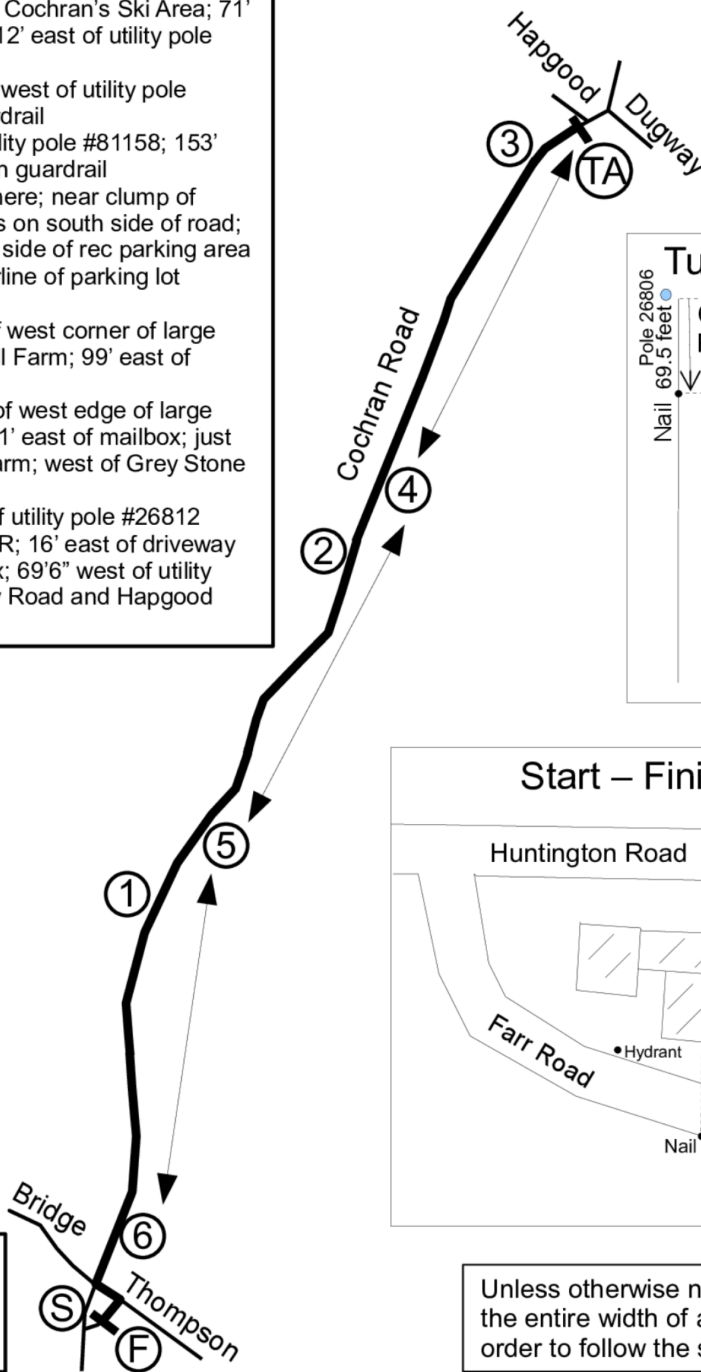 Cochran's Ski Area; 71'
12' east of utility pole
west of utility pole
drail
lity pole #81158; 153'
guardrail
here; near clump of
s on south side of road;
side of rec parking area
line of parking lot
west corner of large
l Farm; 99' east of
of west edge of large
1' east of mailbox; just
arm; west of Grey Stone
f utility pole #26812
R; 16' east of driveway
x; 69'6" west of utility
Road and Hapgood
Hapgood
Dugway
3
TA
Cochran Road
4
2
5
1
6
Bridge
Thompson
S
F
Tu
Pole 26806
69.5 feet
Nail
Start – Fini
Huntington Road
Farr Road
Hydrant
Nail
Unless otherwise n
the entire width of a
order to follow the s